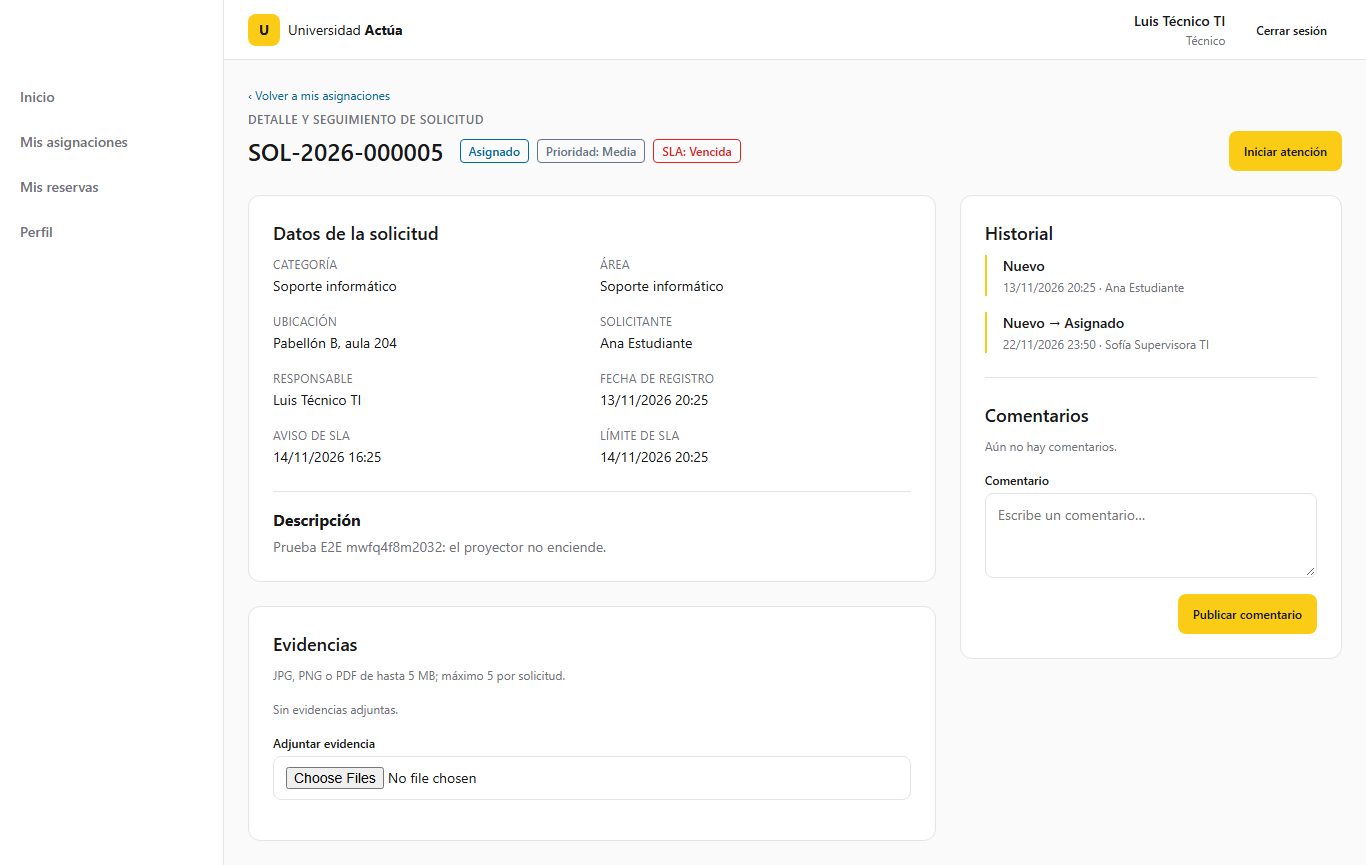 U
Universidad Actúa
Luis Técnico TI
Técnico
Cerrar sesión
Inicio
Mis asignaciones
Mis reservas
Perfil
‹ Volver a mis asignaciones
DETALLE Y SEGUIMIENTO DE SOLICITUD
SOL-2026-000005
Asignado
Prioridad: Media
SLA: Vencida
Iniciar atención
Datos de la solicitud
CATEGORÍA
Soporte informático
ÁREA
Soporte informático
UBICACIÓN
Pabellón B, aula 204
SOLICITANTE
Ana Estudiante
RESPONSABLE
Luis Técnico TI
FECHA DE REGISTRO
13/11/2026 20:25
AVISO DE SLA
14/11/2026 16:25
LÍMITE DE SLA
14/11/2026 20:25
Descripción
Prueba E2E mwfq4f8m2032: el proyector no enciende.
Evidencias
JPG, PNG o PDF de hasta 5 MB; máximo 5 por solicitud.
Sin evidencias adjuntas.
Adjuntar evidencia
Choose Files No file chosen
Historial
Nuevo
13/11/2026 20:25 · Ana Estudiante
Nuevo → Asignado
22/11/2026 23:50 · Sofía Supervisora TI
Comentarios
Aún no hay comentarios.
Comentario
Escribe un comentario...
Publicar comentario